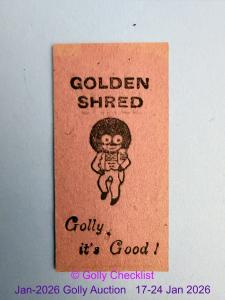 GOLDEN
SHRED
Golly,
it's Good!
© Golly Checklist
Jan-2026 Golly Auction 17-24 Jan 2026